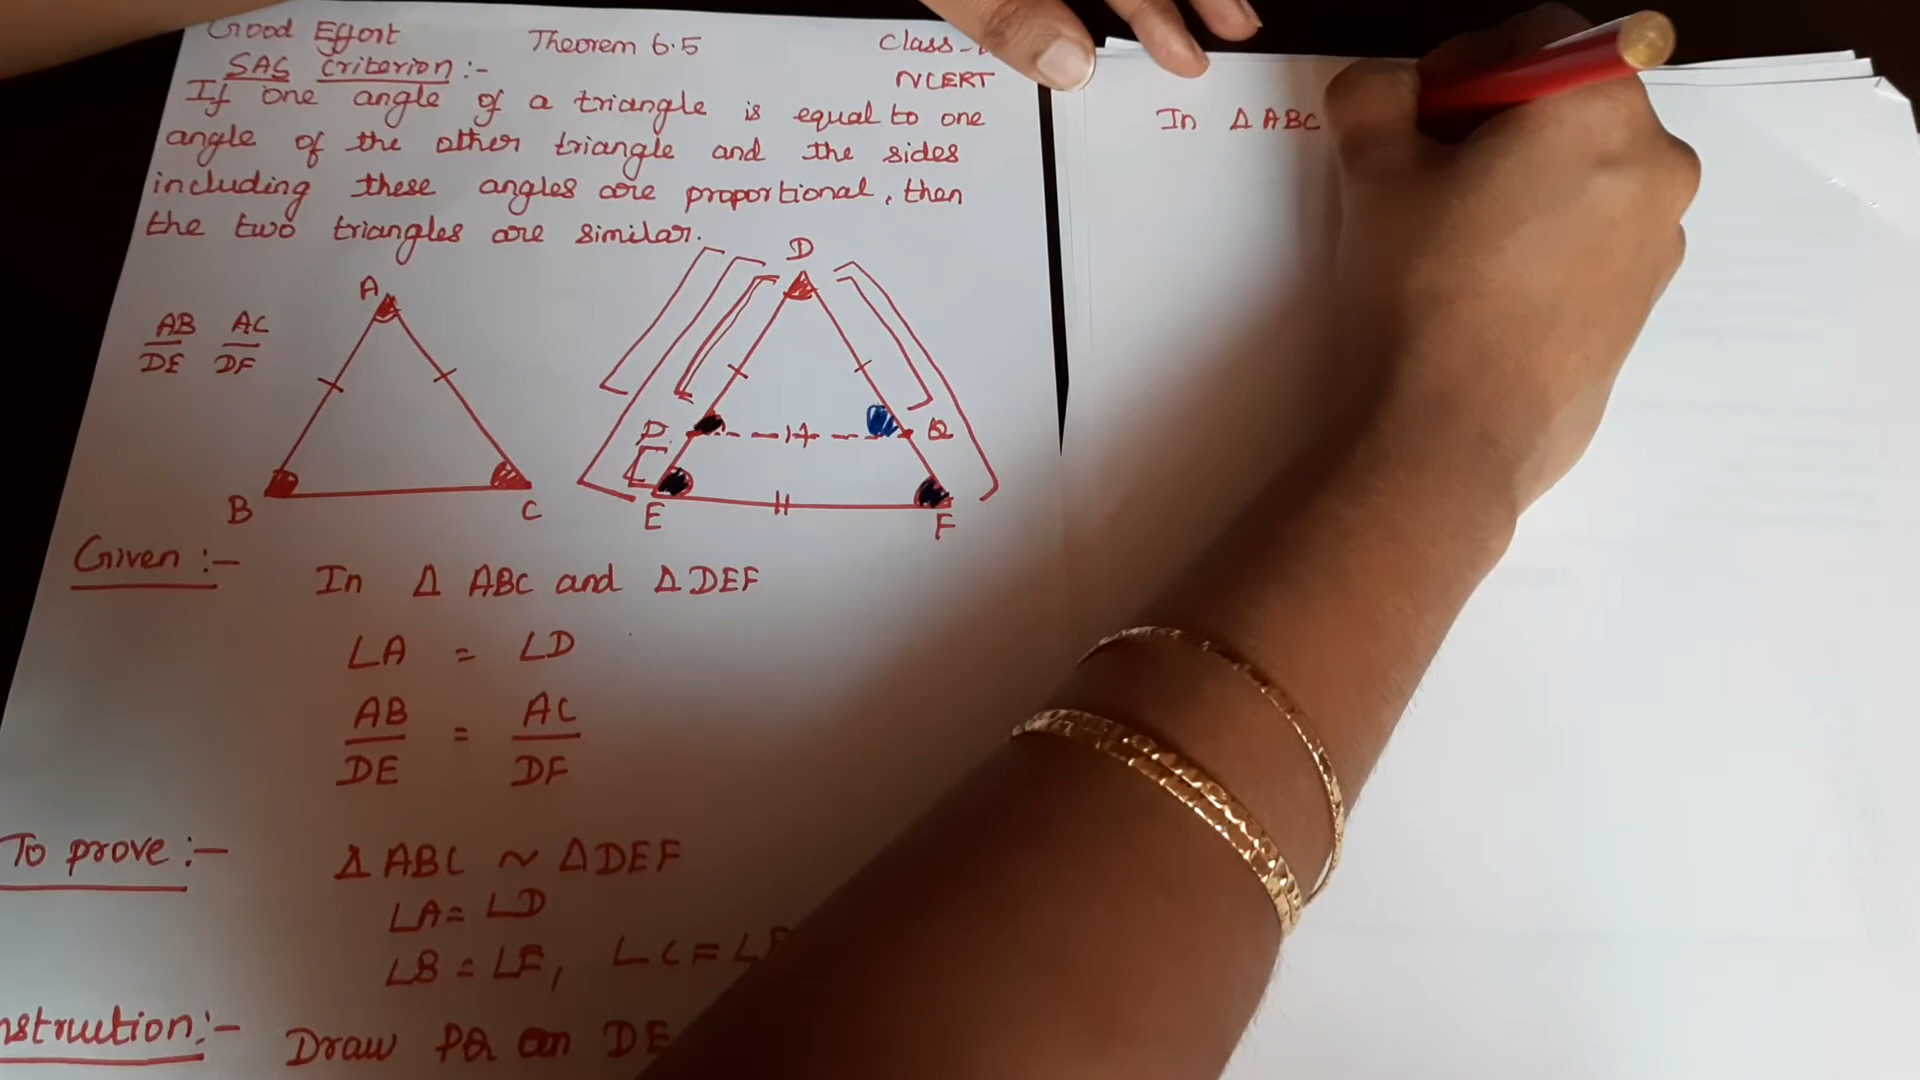 Good Effort Theorem 6.5 Class-
SAS Criterion:- NCERT
If one angle of a triangle is equal to one
angle of the other triangle and the sides
including these angles are proportional, then
the two triangles are similar.
D
A
AB AC
DE DF
P Q
B C E F
Given:- In Δ ABC and Δ DEF
∠A = ∠D
AB = AC
DE DF
To prove:- Δ ABC ~ Δ DEF
∠A = ∠D
∠B = ∠E, ∠C = ∠
nstruction:- Draw PQ on DE
In Δ ABC